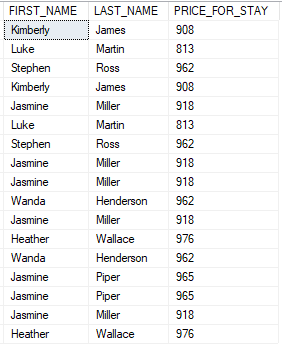 FIRST_NAME LAST_NAME PRICE_FOR_STAY
Kimberly James 908
Luke Martin 813
Stephen Ross 962
Kimberly James 908
Jasmine Miller 918
Luke Martin 813
Stephen Ross 962
Jasmine Miller 918
Jasmine Miller 918
Wanda Henderson 962
Jasmine Miller 918
Heather Wallace 976
Wanda Henderson 962
Jasmine Piper 965
Jasmine Piper 965
Jasmine Miller 918
Heather Wallace 976